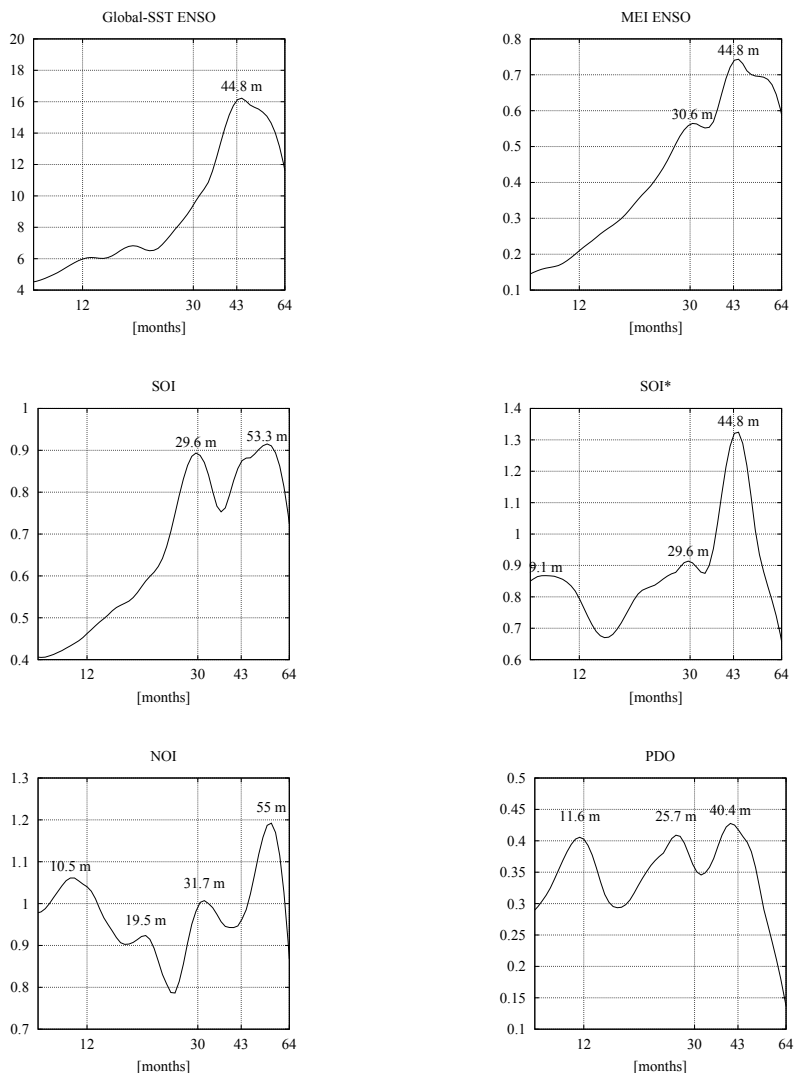 Global-SST ENSO
20
18
16
14
12
10
8
6
4
44.8 m
12
30
43
64
[months]
MEI ENSO
0.8
0.7
0.6
0.5
0.4
0.3
0.2
0.1
44.8 m
30.6 m
12
30
43
64
[months]
SOI
1
0.9
0.8
0.7
0.6
0.5
0.4
29.6 m
53.3 m
12
30
43
64
[months]
SOI*
1.4
1.3
1.2
1.1
1
0.9
0.8
0.7
0.6
44.8 m
29.6 m
9.1 m
12
30
43
64
[months]
NOI
1.3
1.2
1.1
1
0.9
0.8
0.7
10.5 m
19.5 m
31.7 m
55 m
12
30
43
64
[months]
PDO
0.5
0.45
0.4
0.35
0.3
0.25
0.2
0.15
0.1
11.6 m
25.7 m
40.4 m
12
30
43
64
[months]